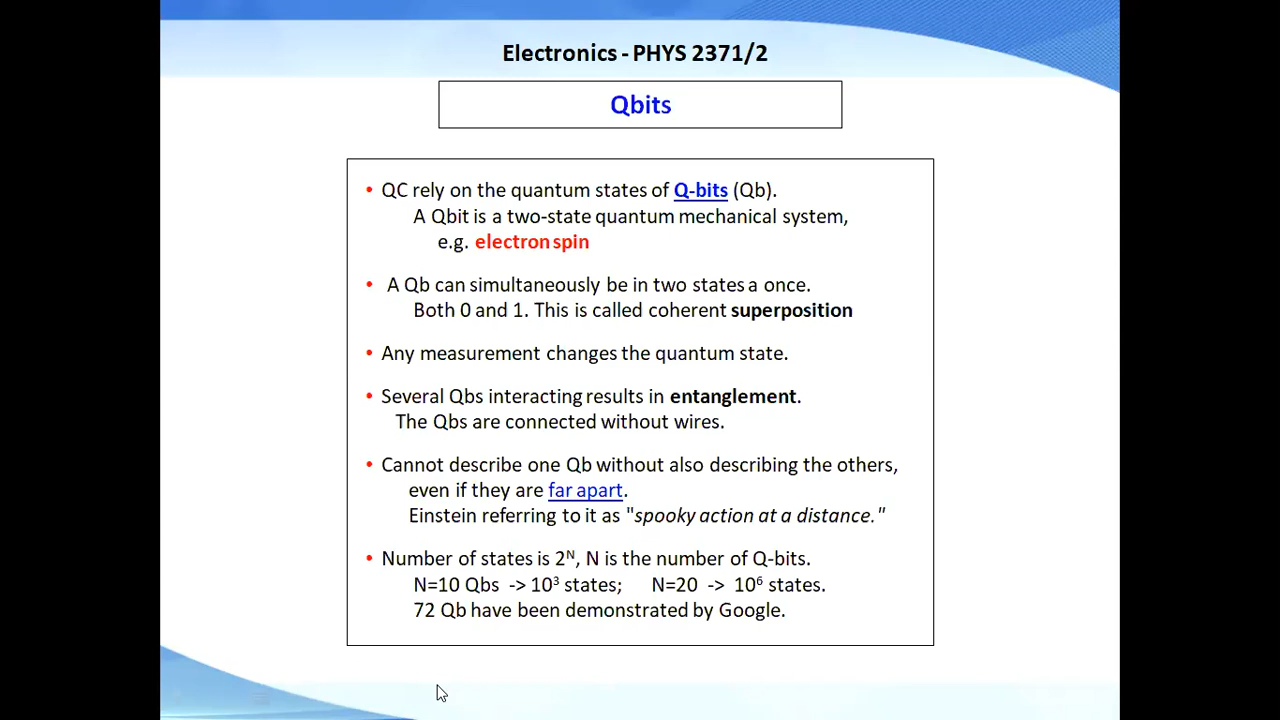 Electronics - PHYS 2371/2
Qbits
• QC rely on the quantum states of Q-bits (Qb).
A Qbit is a two-state quantum mechanical system,
e.g. electron spin
• A Qb can simultaneously be in two states a once.
Both 0 and 1. This is called coherent superposition
• Any measurement changes the quantum state.
• Several Qbs interacting results in entanglement.
The Qbs are connected without wires.
• Cannot describe one Qb without also describing the others,
even if they are far apart.
Einstein referring to it as "spooky action at a distance."
• Number of states is 2ᴺ, N is the number of Q-bits.
N=10 Qbs -> 10³ states; N=20 -> 10⁶ states.
72 Qb have been demonstrated by Google.